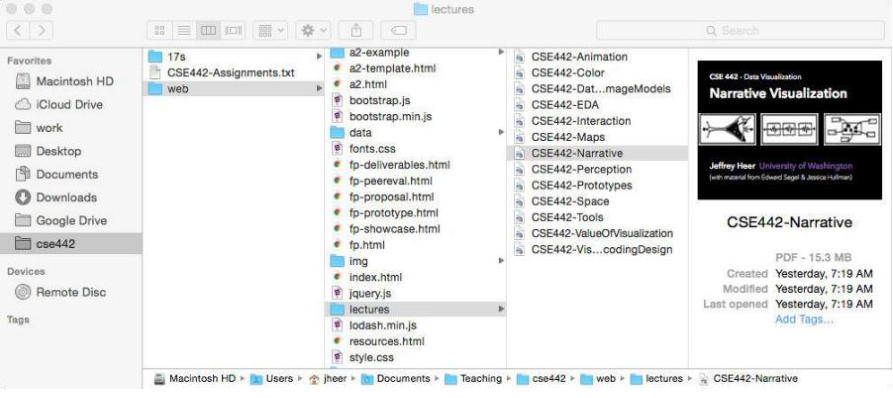 lectures
Search
Favorites
Macintosh HD
iCloud Drive
work
Desktop
Documents
Downloads
Google Drive
cse442
Devices
Remote Disc
Tags
17s
CSE442-Assignments.txt
web
a2-example
a2-template.html
a2.html
bootstrap.js
bootstrap.min.js
data
fonts.css
fp-deliverables.html
fp-peereval.html
fp-proposal.html
fp-prototype.html
fp-showcase.html
fp.html
img
index.html
jquery.js
lectures
lodash.min.js
resources.html
style.css
CSE442-Animation
CSE442-Color
CSE442-Dat...mageModels
CSE442-EDA
CSE442-Interaction
CSE442-Maps
CSE442-Narrative
CSE442-Perception
CSE442-Prototypes
CSE442-Space
CSE442-Tools
CSE442-ValueOfVisualization
CSE442-Vis...codingDesign
CSE 442 - Data Visualization
Narrative Visualization
Jeffrey Heer University of Washington
(with material from Edward Segel & Jessica Hullman)
CSE442-Narrative
PDF - 15.3 MB
Created Yesterday, 7:19 AM
Modified Yesterday, 7:19 AM
Last opened Yesterday, 7:19 AM
Add Tags...
Macintosh HD Users jheer Documents Teaching cse442 web lectures CSE442-Narrative